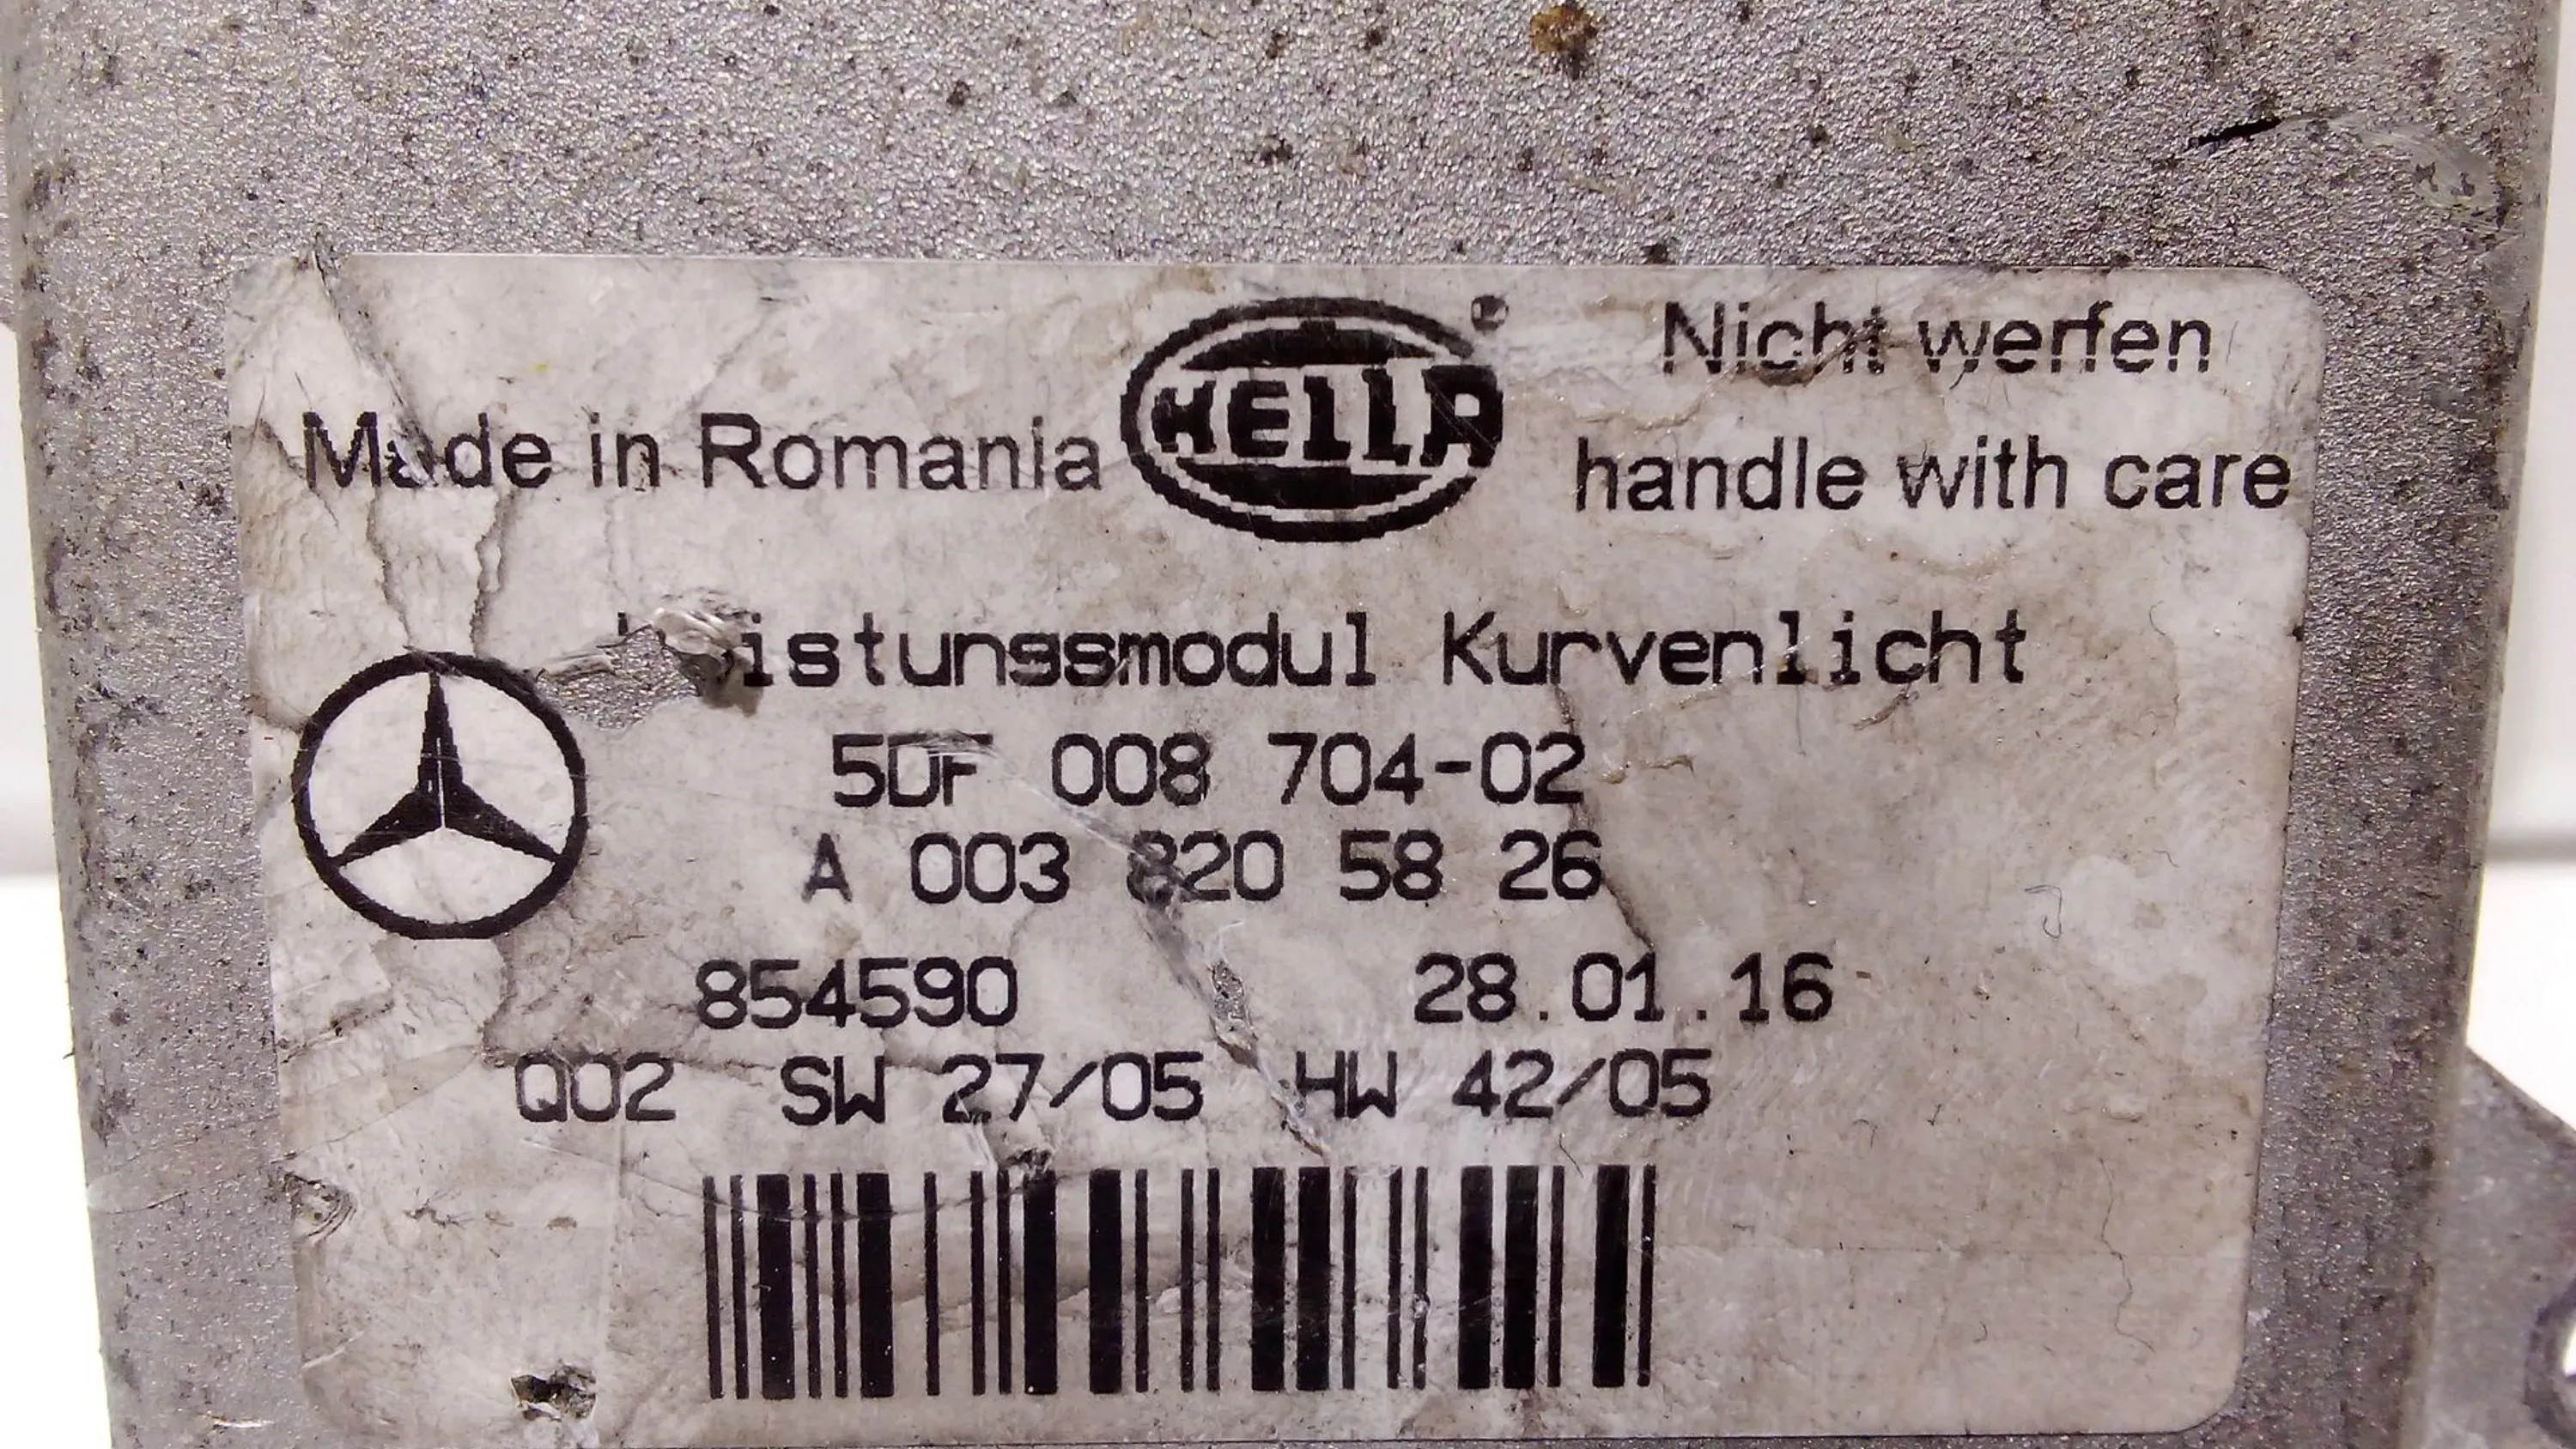 Nicht werfen
Made in Romania HELLA handle with care
Kurvenlicht
5DF 008 704-02
A 003 820 58 26
854590 28.01.16
Q02 SW 27/05 HW 42/05